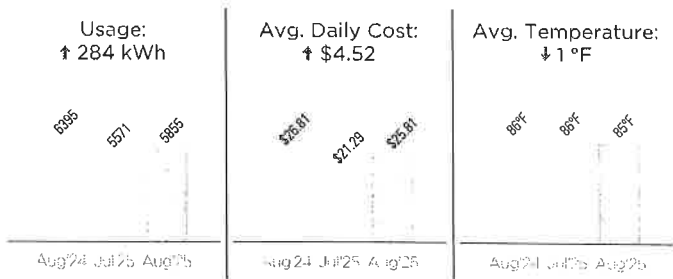 Usage:
↑ 284 kWh
6395 5571 5855
Aug'24 Jul'25 Aug'25
Avg. Daily Cost:
↑ $4.52
$26.81 $21.29 $25.81
Aug'24 Jul'25 Aug'25
Avg. Temperature:
↓ 1 °F
86°F 86°F 85°F
Aug'24 Jul'25 Aug'25